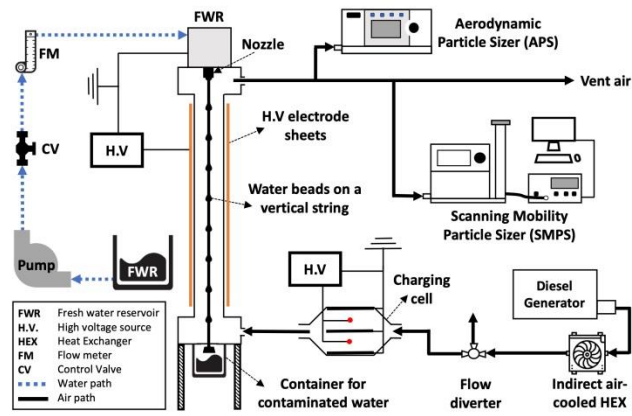 FWR
FM
Nozzle
Aerodynamic
Particle Sizer (APS)
Vent air
H.V electrode
sheets
CV
H.V
Water beads on a
vertical string
Scanning Mobility
Particle Sizer (SMPS)
Pump
FWR
H.V
Charging
cell
Diesel
Generator
FWR Fresh water reservoir
H.V. High voltage source
HEX Heat Exchanger
FM Flow meter
CV Control Valve
Water path
Air path
Container for
contaminated water
Flow
diverter
Indirect air-
cooled HEX